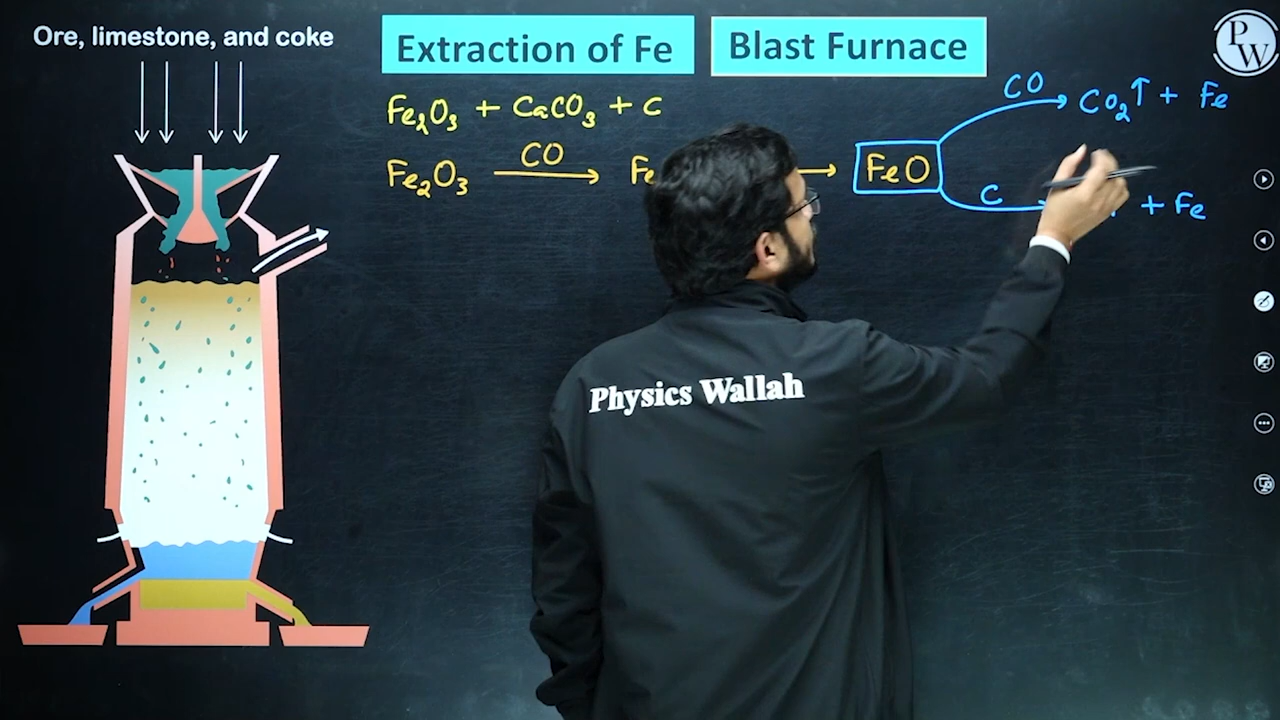 Ore, limestone, and coke
Extraction of Fe
Blast Furnace
PW
Fe₂O₃ + CaCO₃ + C
Fe₂O₃ —CO→ Fe → FeO
CO → CO₂↑ + Fe
C + Fe
Physics Wallah